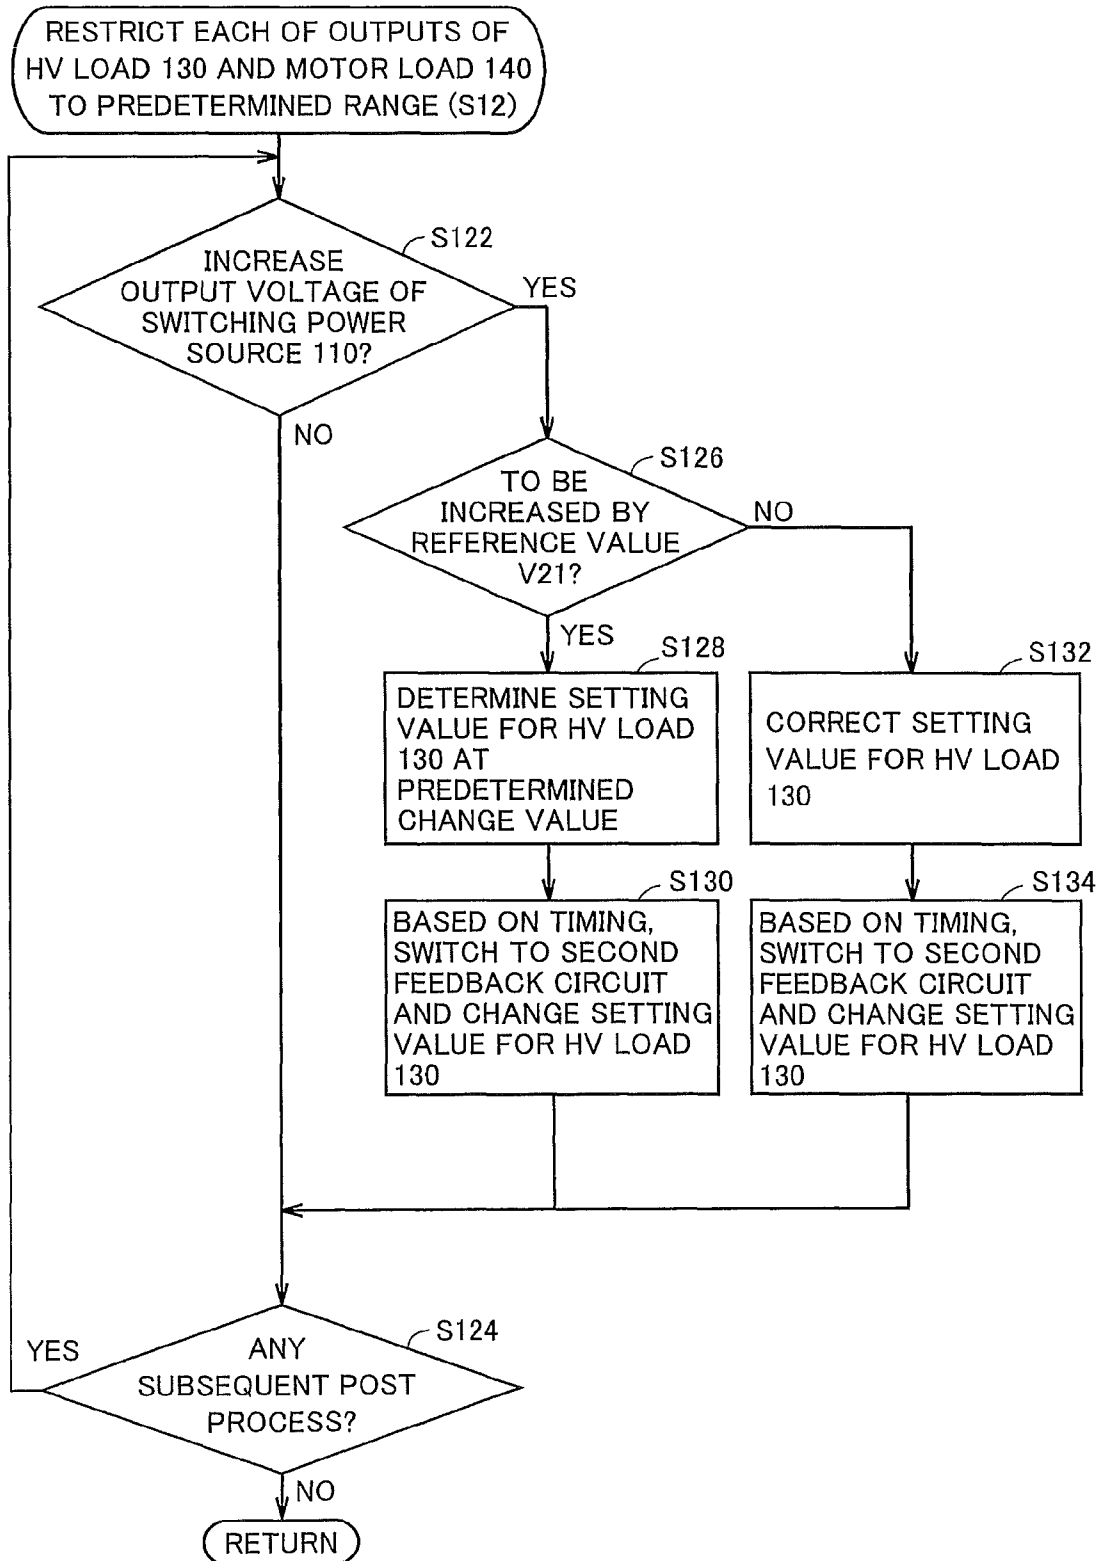 RESTRICT EACH OF OUTPUTS OF
HV LOAD 130 AND MOTOR LOAD 140
TO PREDETERMINED RANGE (S12)
S122
INCREASE
OUTPUT VOLTAGE OF
SWITCHING POWER
SOURCE 110?
YES
NO
S126
TO BE
INCREASED BY
REFERENCE VALUE
V21?
NO
YES
S128
DETERMINE SETTING
VALUE FOR HV LOAD
130 AT
PREDETERMINED
CHANGE VALUE
S132
CORRECT SETTING
VALUE FOR HV LOAD
130
S130
BASED ON TIMING,
SWITCH TO SECOND
FEEDBACK CIRCUIT
AND CHANGE SETTING
VALUE FOR HV LOAD
130
S134
BASED ON TIMING,
SWITCH TO SECOND
FEEDBACK CIRCUIT
AND CHANGE SETTING
VALUE FOR HV LOAD
130
S124
YES
ANY
SUBSEQUENT POST
PROCESS?
NO
RETURN